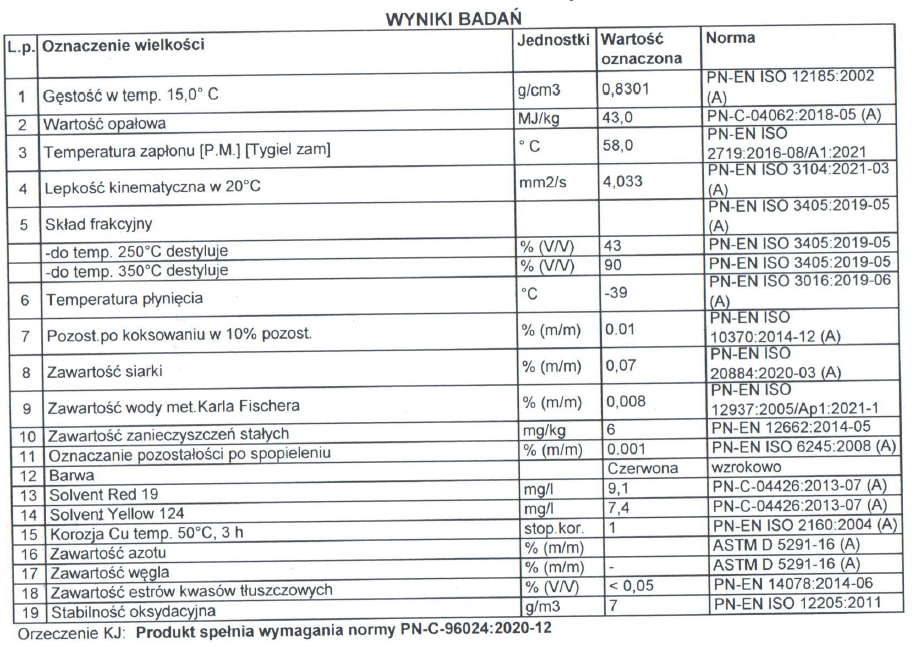 WYNIKI BADAŃ
L.p. Oznaczenie wielkości Jednostki Wartość oznaczona Norma
1 Gęstość w temp. 15,0° C g/cm3 0,8301 PN-EN ISO 12185:2002 (A)
2 Wartość opałowa MJ/kg 43,0 PN-C-04062:2018-05 (A)
3 Temperatura zapłonu [P.M.] [Tygiel zam] ° C 58,0 PN-EN ISO 2719:2016-08/A1:2021
4 Lepkość kinematyczna w 20°C mm2/s 4,033 PN-EN ISO 3104:2021-03 (A)
5 Skład frakcyjny PN-EN ISO 3405:2019-05 (A)
-do temp. 250°C destyluje % (V/V) 43 PN-EN ISO 3405:2019-05
-do temp. 350°C destyluje % (V/V) 90 PN-EN ISO 3405:2019-05
6 Temperatura płynięcia °C -39 PN-EN ISO 3016:2019-06 (A)
7 Pozost.po koksowaniu w 10% pozost. % (m/m) 0.01 PN-EN ISO 10370:2014-12 (A)
8 Zawartość siarki % (m/m) 0,07 PN-EN ISO 20884:2020-03 (A)
9 Zawartość wody met.Karla Fischera % (m/m) 0,008 PN-EN ISO 12937:2005/Ap1:2021-1
10 Zawartość zanieczyszczeń stałych mg/kg 6 PN-EN 12662:2014-05
11 Oznaczanie pozostałości po spopieleniu % (m/m) 0.001 PN-EN ISO 6245:2008 (A)
12 Barwa Czerwona wzrokowo
13 Solvent Red 19 mg/l 9,1 PN-C-04426:2013-07 (A)
14 Solvent Yellow 124 mg/l 7,4 PN-C-04426:2013-07 (A)
15 Korozja Cu temp. 50°C, 3 h stop.kor. 1 PN-EN ISO 2160:2004 (A)
16 Zawartość azotu % (m/m) ASTM D 5291-16 (A)
17 Zawartość węgla % (m/m) - ASTM D 5291-16 (A)
18 Zawartość estrów kwasów tłuszczowych % (V/V) < 0,05 PN-EN 14078:2014-06
19 Stabilność oksydacyjna g/m3 7 PN-EN ISO 12205:2011
Orzeczenie KJ: Produkt spełnia wymagania normy PN-C-96024:2020-12